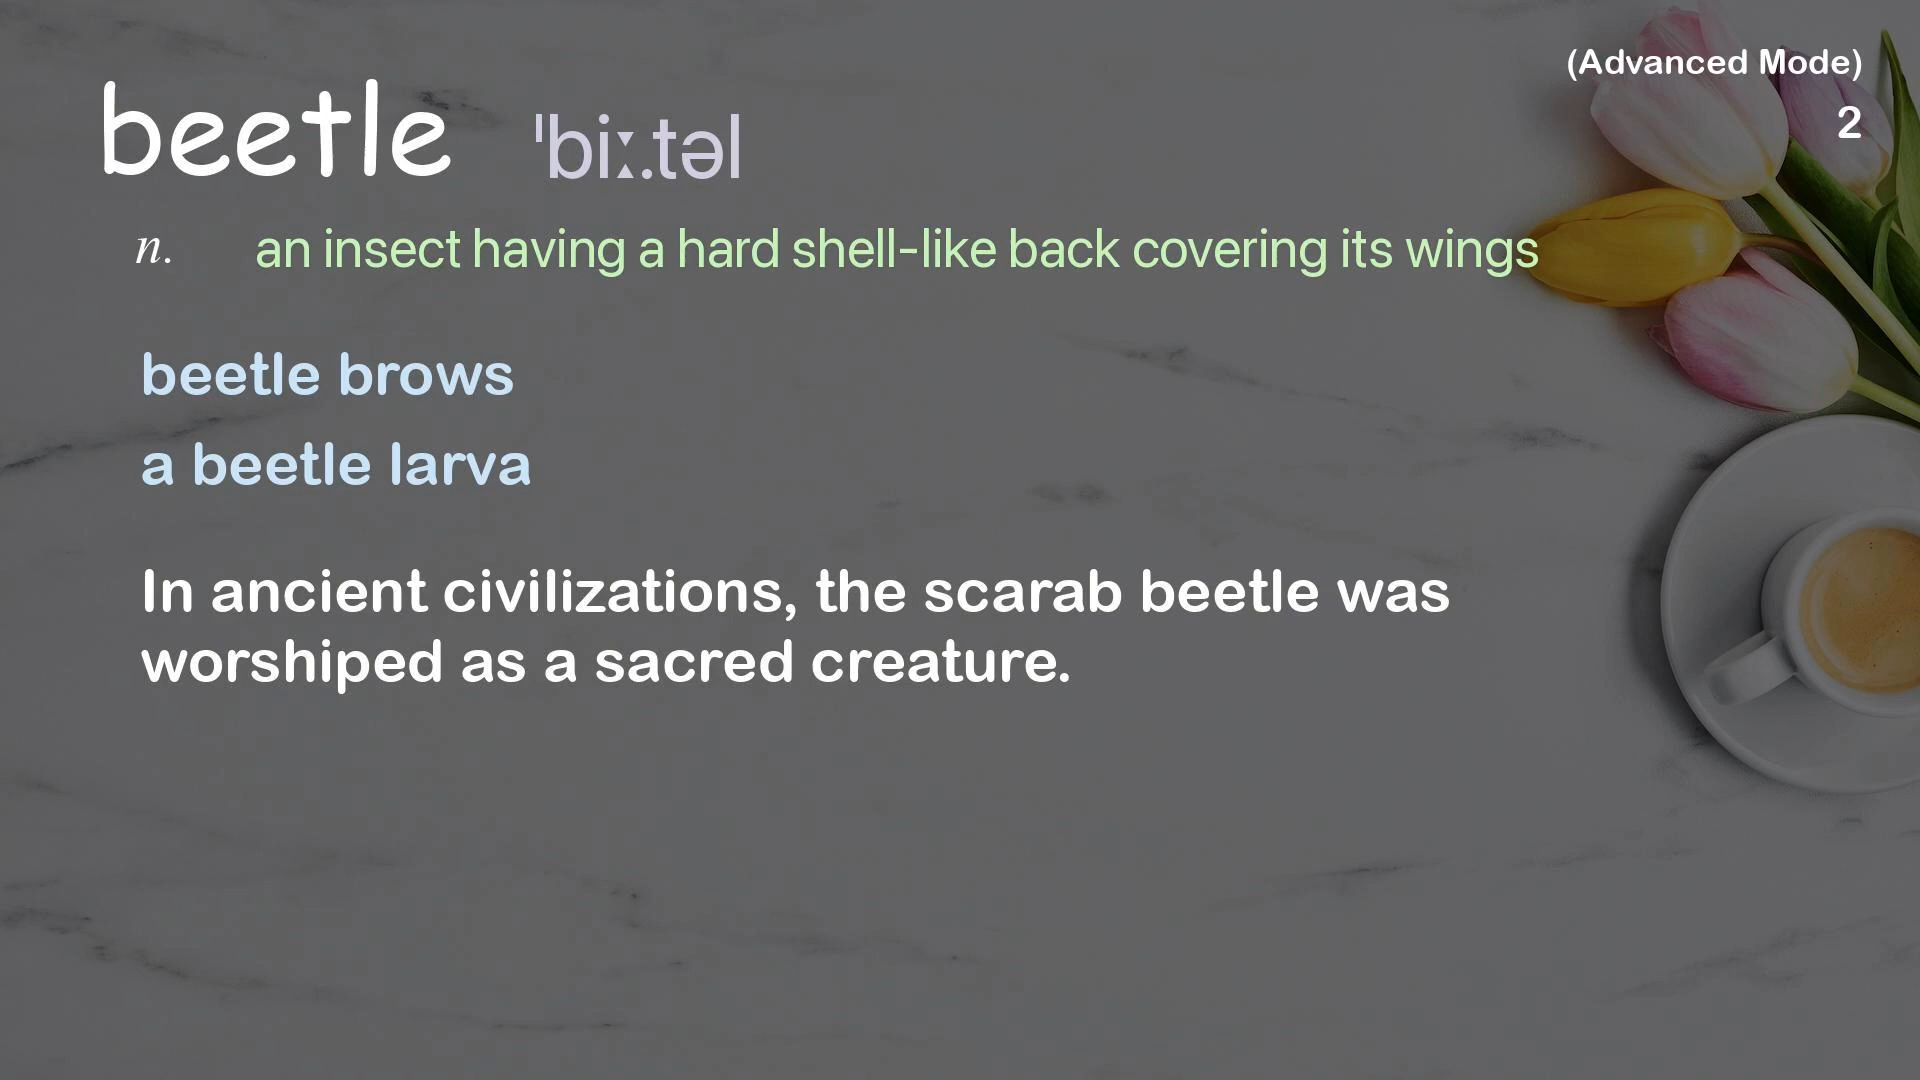 (Advanced Mode)
2
beetle ˈbiː.təl
n. an insect having a hard shell-like back covering its wings
beetle brows
a beetle larva
In ancient civilizations, the scarab beetle was
worshiped as a sacred creature.